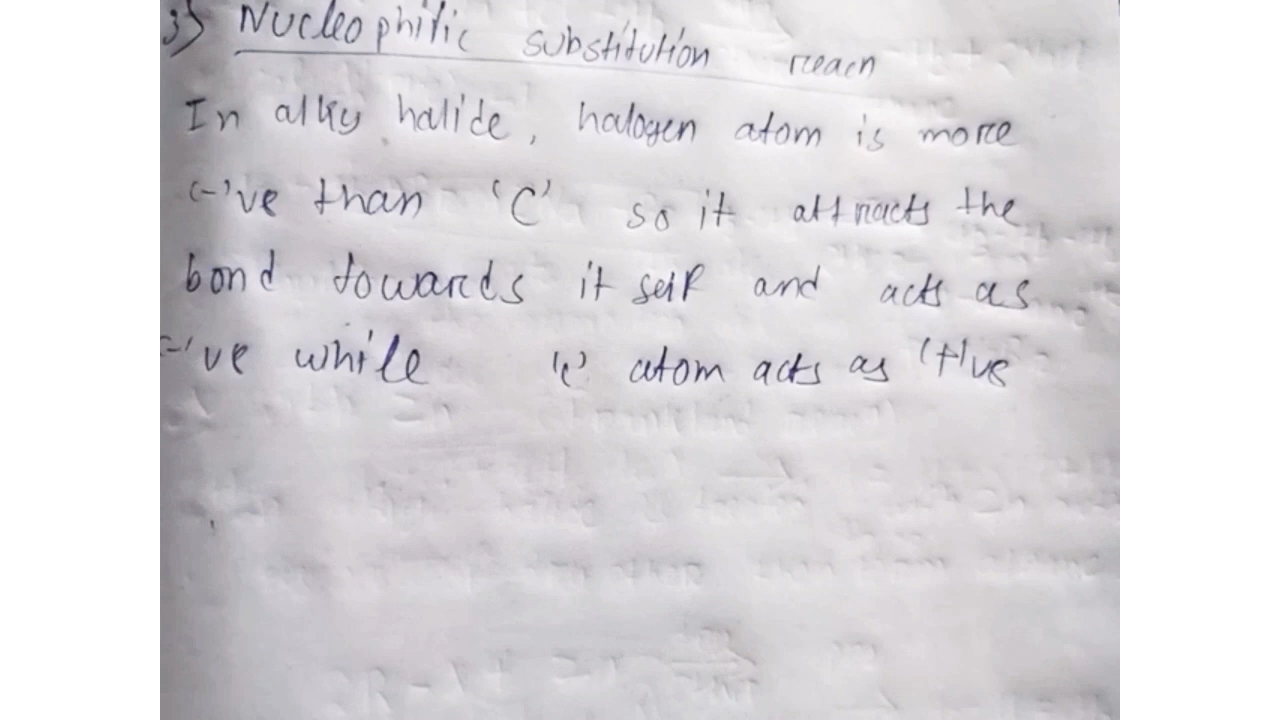 3) Nucleophilic substitution reacn
In alky halide, halogen atom is more
(-)'ve than 'C' so it attracts the
bond towards it self and acts as
(-)'ve while 'c' atom acts as (+)'ve